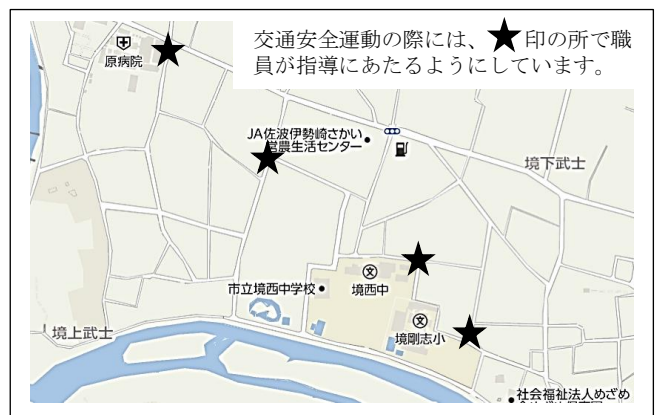 交通安全運動の際には、★印の所で職
員が指導にあたるようにしています。
原病院
JA佐波伊勢崎さかい
営農生活センター
境下武士
市立境西中学校
文
境西中
文
境剛志小
境上武士
社会福祉法人めざめ